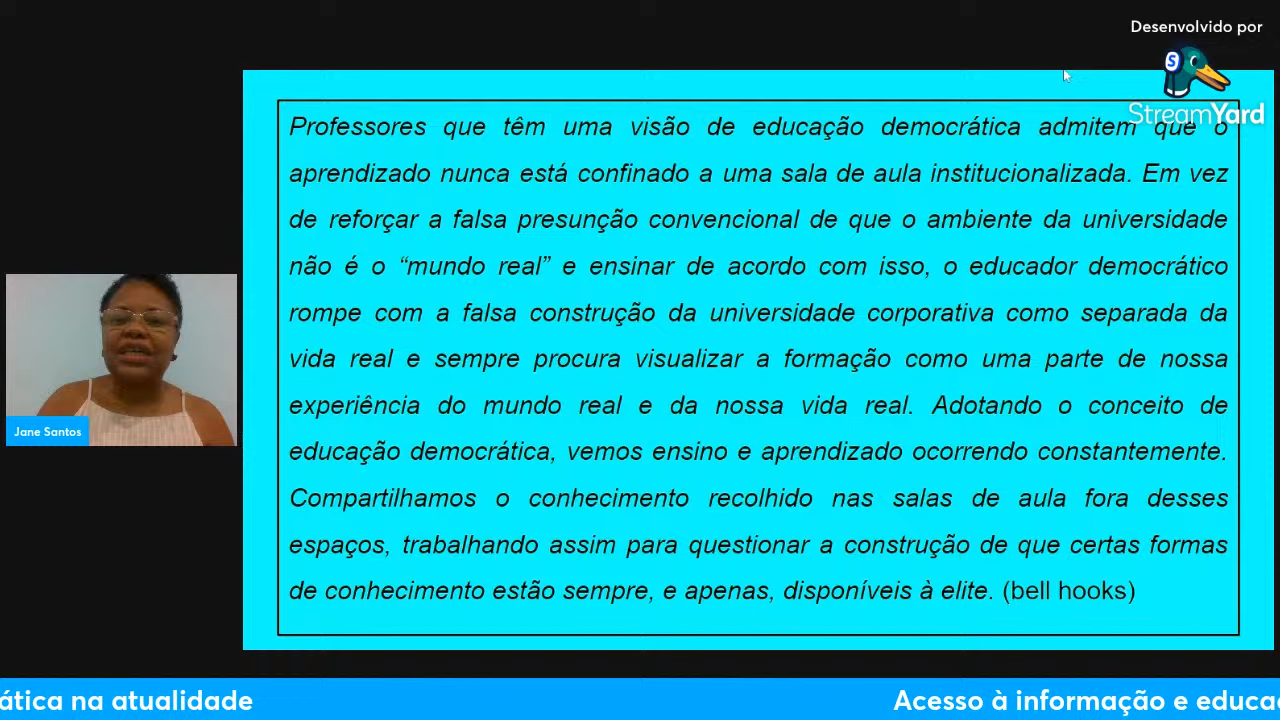 Desenvolvido por
StreamYard
Professores que têm uma visão de educação democrática admitem que o
aprendizado nunca está confinado a uma sala de aula institucionalizada. Em vez
de reforçar a falsa presunção convencional de que o ambiente da universidade
não é o “mundo real” e ensinar de acordo com isso, o educador democrático
rompe com a falsa construção da universidade corporativa como separada da
vida real e sempre procura visualizar a formação como uma parte de nossa
experiência do mundo real e da nossa vida real. Adotando o conceito de
educação democrática, vemos ensino e aprendizado ocorrendo constantemente.
Compartilhamos o conhecimento recolhido nas salas de aula fora desses
espaços, trabalhando assim para questionar a construção de que certas formas
de conhecimento estão sempre, e apenas, disponíveis à elite. (bell hooks)
Jane Santos
ática na atualidade
Acesso à informação e educa